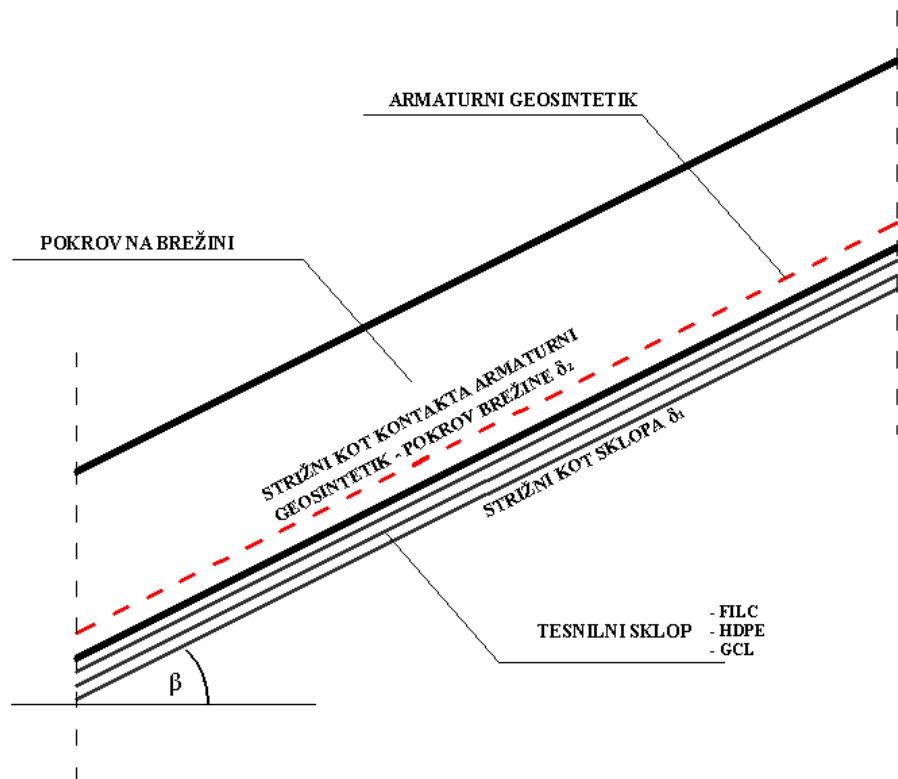 ARMATURNI GEOSINTETIK
POKROV NA BREŽINI
STRIŽNI KOT KONTAKTA ARMATURNI
GEOSINTETIK - POKROV BREŽINE δ₂
STRIŽNI KOT SKLOPA δ₁
TESNILNI SKLOP
- FILC
- HDPE
- GCL
β